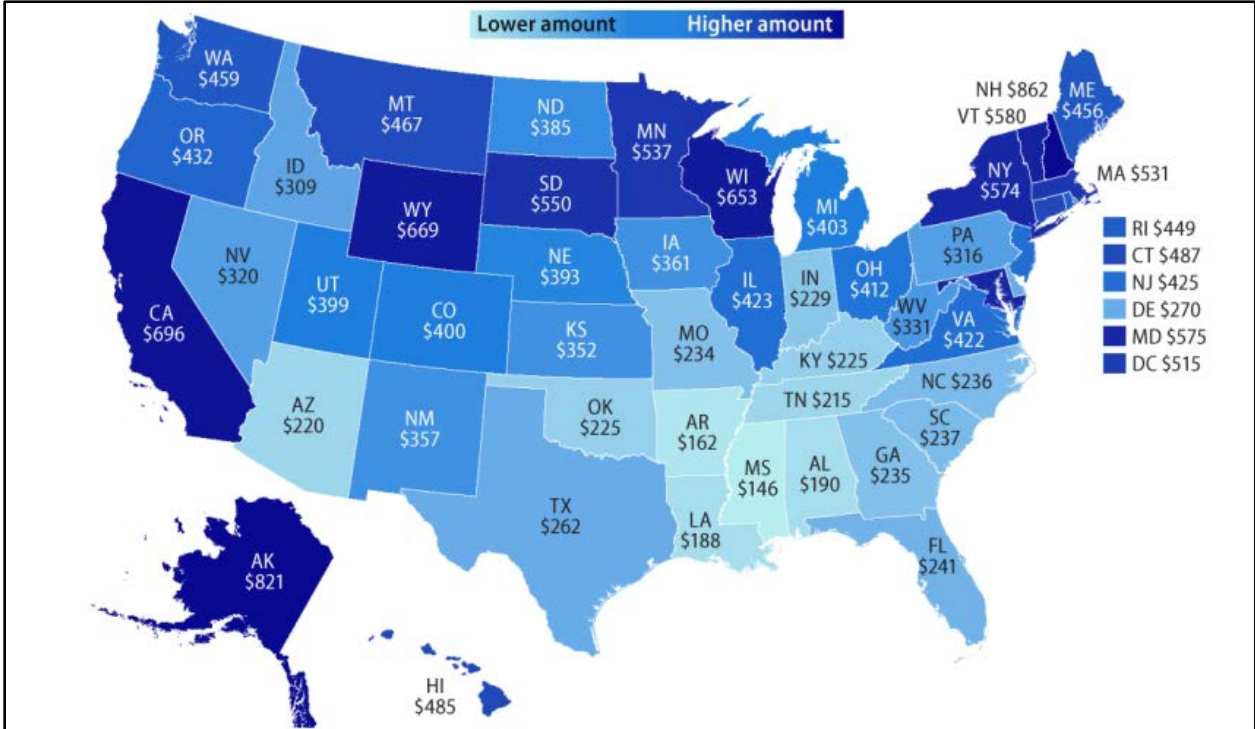 Lower amount Higher amount
WA
$459
MT
$467
ND
$385
MN
$537
NH $862
VT $580
ME
$456
OR
$432
ID
$309
SD
$550
WI
$653
NY
$574
MA $531
WY
$669
MI
$403
RI $449
CT $487
NJ $425
DE $270
MD $575
DC $515
NV
$320
NE
$393
IA
$361
PA
$316
CA
$696
UT
$399
CO
$400
IL
$423
IN
$229
OH
$412
WV
$331
VA
$422
KS
$352
MO
$234
KY $225
NC $236
TN $215
AZ
$220
NM
$357
OK
$225
AR
$162
SC
$237
MS
$146
AL
$190
GA
$235
TX
$262
LA
$188
FL
$241
AK
$821
HI
$485